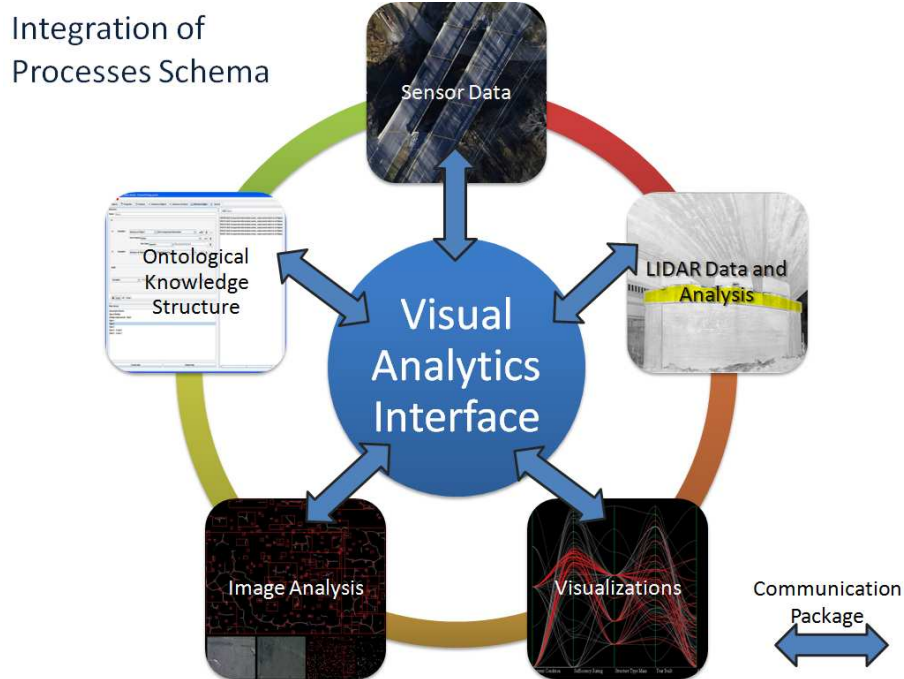 Integration of
Processes Schema
Sensor Data
Ontological
Knowledge
Structure
LIDAR Data and
Analysis
Visual
Analytics
Interface
Image Analysis
Visualizations
Communication
Package